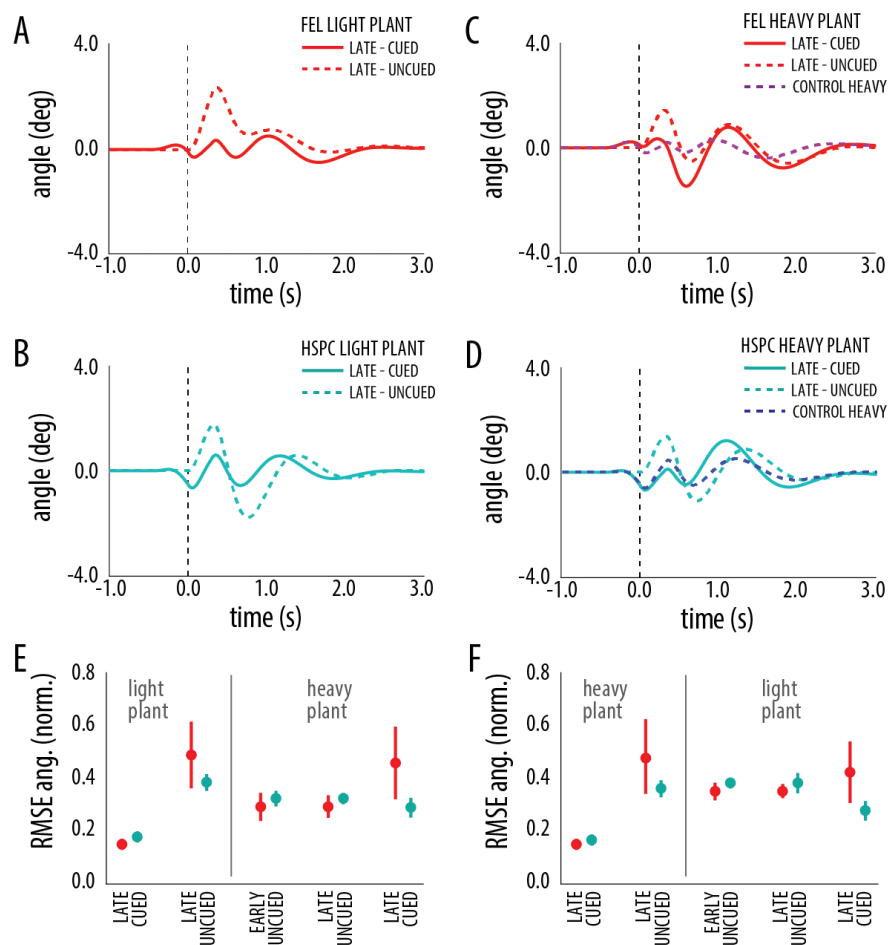 A
FEL LIGHT PLANT
LATE - CUED
LATE - UNCUED
4.0
0.0
-4.0
angle (deg)
-1.0 0.0 1.0 2.0 3.0
time (s)
C
FEL HEAVY PLANT
LATE - CUED
LATE - UNCUED
CONTROL HEAVY
4.0
0.0
-4.0
angle (deg)
-1.0 0.0 1.0 2.0 3.0
time (s)
B
HSPC LIGHT PLANT
LATE - CUED
LATE - UNCUED
4.0
0.0
-4.0
angle (deg)
-1.0 0.0 1.0 2.0 3.0
time (s)
D
HSPC HEAVY PLANT
LATE - CUED
LATE - UNCUED
CONTROL HEAVY
4.0
0.0
-4.0
angle (deg)
-1.0 0.0 1.0 2.0 3.0
time (s)
E
0.8
0.6
0.4
0.2
0.0
RMSE ang. (norm.)
light
plant
heavy
plant
LATE
CUED
LATE
UNCUED
EARLY
UNCUED
LATE
UNCUED
LATE
CUED
F
0.8
0.6
0.4
0.2
0.0
RMSE ang. (norm.)
heavy
plant
light
plant
LATE
CUED
LATE
UNCUED
EARLY
UNCUED
LATE
UNCUED
LATE
CUED